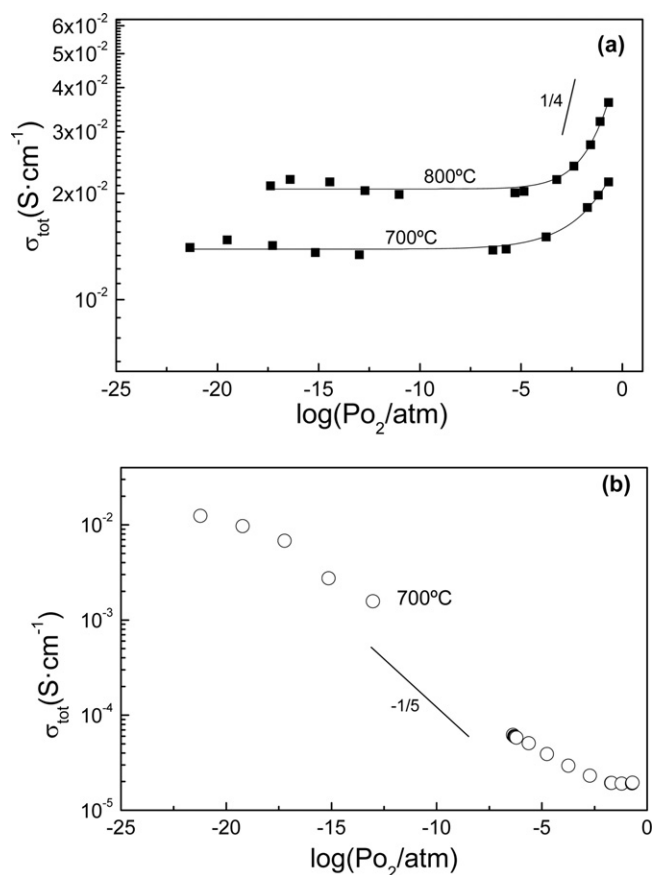 (a)
6x10⁻²
5x10⁻²
4x10⁻²
3x10⁻²
2x10⁻²
10⁻²
1/4
800ºC
700ºC
σtot(S·cm⁻¹)
-25 -20 -15 -10 -5 0
log(Po₂/atm)
(b)
10⁻²
10⁻³
10⁻⁴
10⁻⁵
700ºC
-1/5
σtot(S·cm⁻¹)
-25 -20 -15 -10 -5 0
log(Po₂/atm)